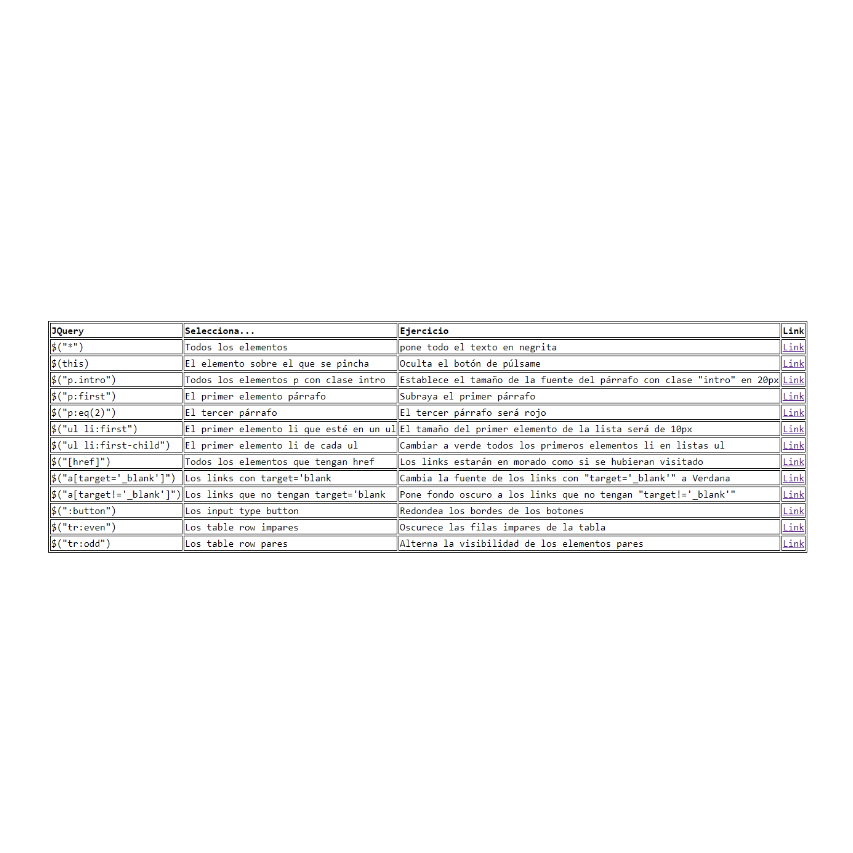 JQuery Selecciona... Ejercicio Link
$("*") Todos los elementos pone todo el texto en negrita Link
$(this) El elemento sobre el que se pincha Oculta el botón de púlsame Link
$("p.intro") Todos los elementos p con clase intro Establece el tamaño de la fuente del párrafo con clase "intro" en 20px Link
$("p:first") El primer elemento párrafo Subraya el primer párrafo Link
$("p:eq(2)") El tercer párrafo El tercer párrafo será rojo Link
$("ul li:first") El primer elemento li que esté en un ul El tamaño del primer elemento de la lista será de 10px Link
$("ul li:first-child") El primer elemento li de cada ul Cambiar a verde todos los primeros elementos li en listas ul Link
$("[href]") Todos los elementos que tengan href Los links estarán en morado como si se hubieran visitado Link
$("a[target='_blank']") Los links con target='blank Cambia la fuente de los links con "target='_blank'" a Verdana Link
$("a[target!='_blank']") Los links que no tengan target='blank Pone fondo oscuro a los links que no tengan "target!='_blank'" Link
$(":button") Los input type button Redondea los bordes de los botones Link
$("tr:even") Los table row impares Oscurece las filas impares de la tabla Link
$("tr:odd") Los table row pares Alterna la visibilidad de los elementos pares Link